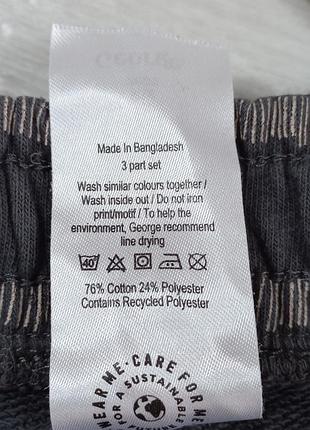 George
Made In Bangladesh
3 part set
Wash similar colours together /
Wash inside out / Do not iron
print/motif / To help the
environment, George recommend
line drying
40
76% Cotton 24% Polyester
Contains Recycled Polyester
WEAR ME·CARE FOR ME
FOR A SUSTAINABLE
FUTURE